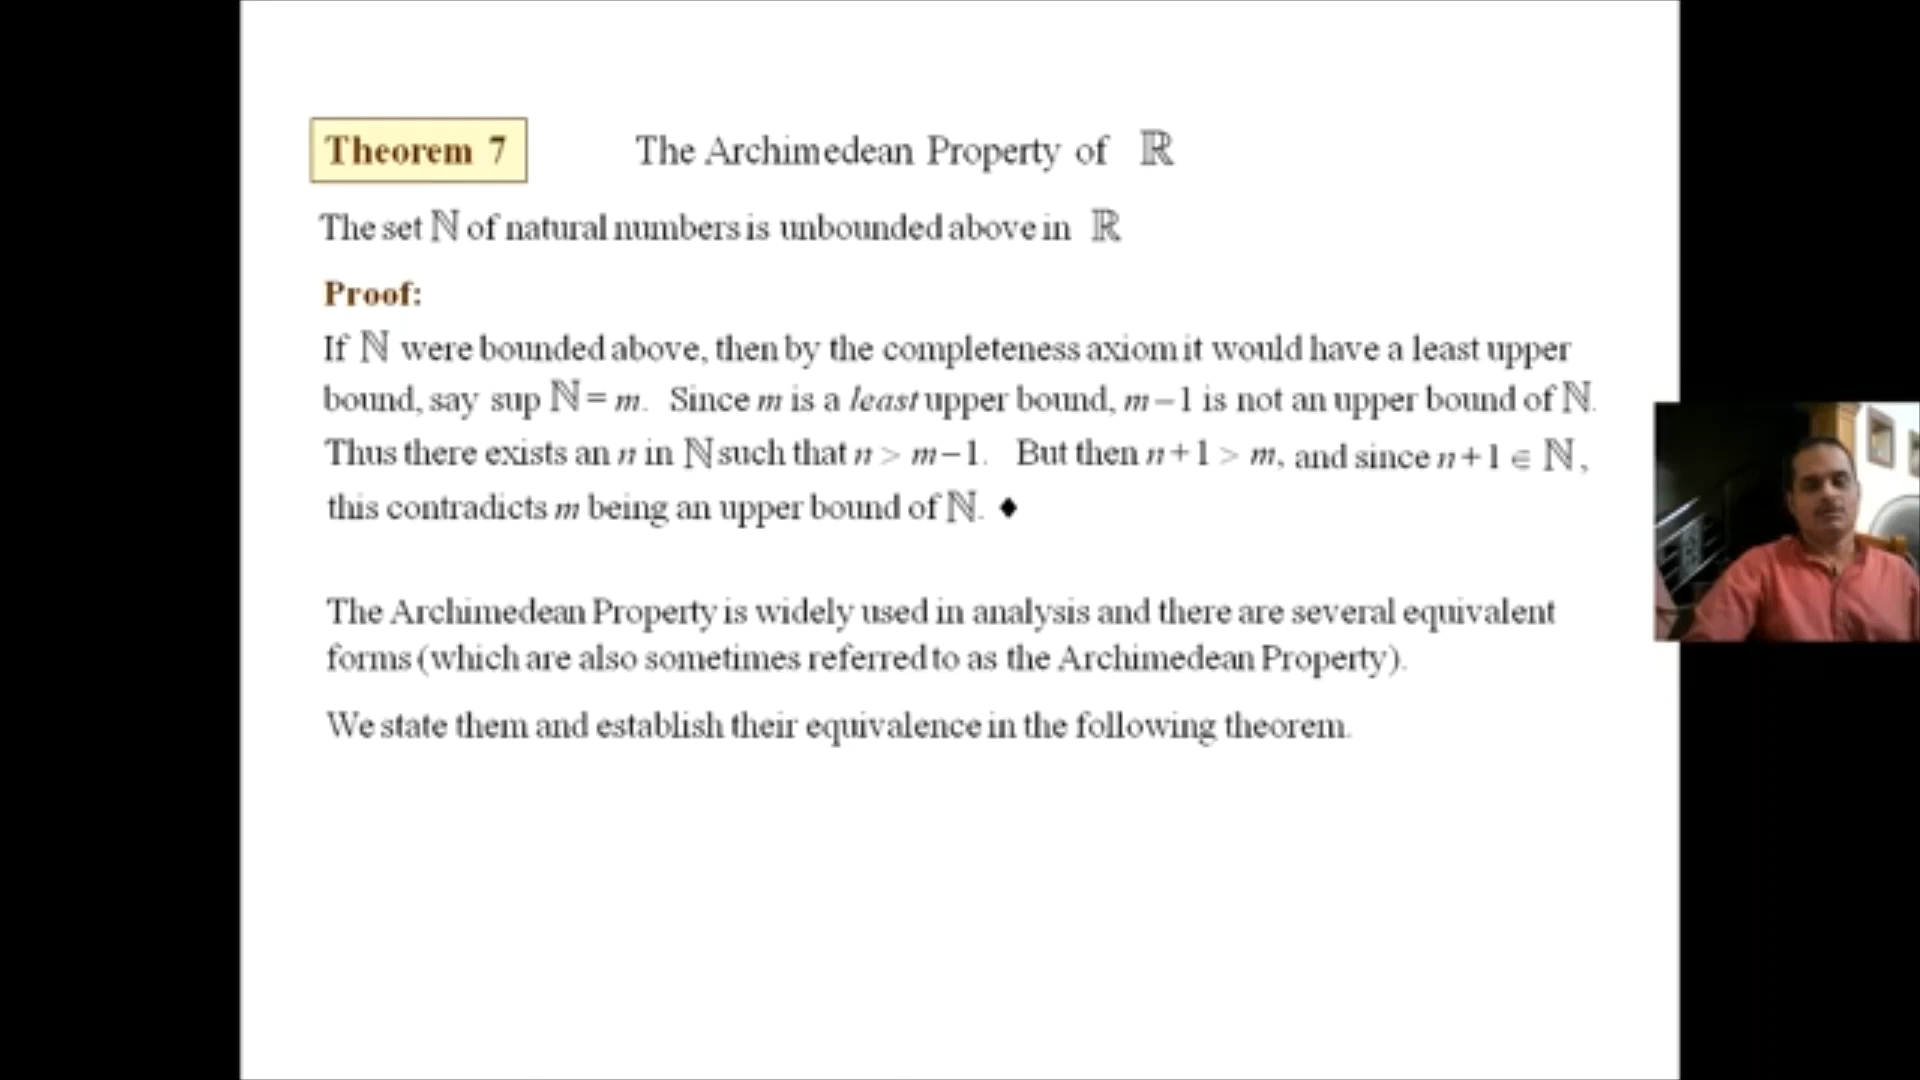 Theorem 7 The Archimedean Property of ℝ
The set ℕ of natural numbers is unbounded above in ℝ
Proof:
If ℕ were bounded above, then by the completeness axiom it would have a least upper
bound, say sup ℕ = m. Since m is a least upper bound, m−1 is not an upper bound of ℕ.
Thus there exists an n in ℕ such that n > m−1. But then n+1 > m, and since n+1 ∈ ℕ,
this contradicts m being an upper bound of ℕ. ♦
The Archimedean Property is widely used in analysis and there are several equivalent
forms (which are also sometimes referred to as the Archimedean Property).
We state them and establish their equivalence in the following theorem.